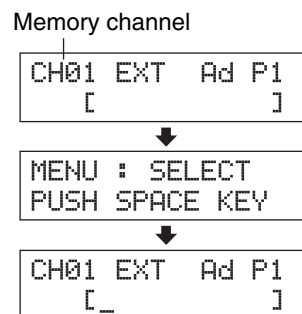 Memory channel
CH01 EXT Ad P1
[ ]
MENU : SELECT
PUSH SPACE KEY
CH01 EXT Ad P1
[_ ]